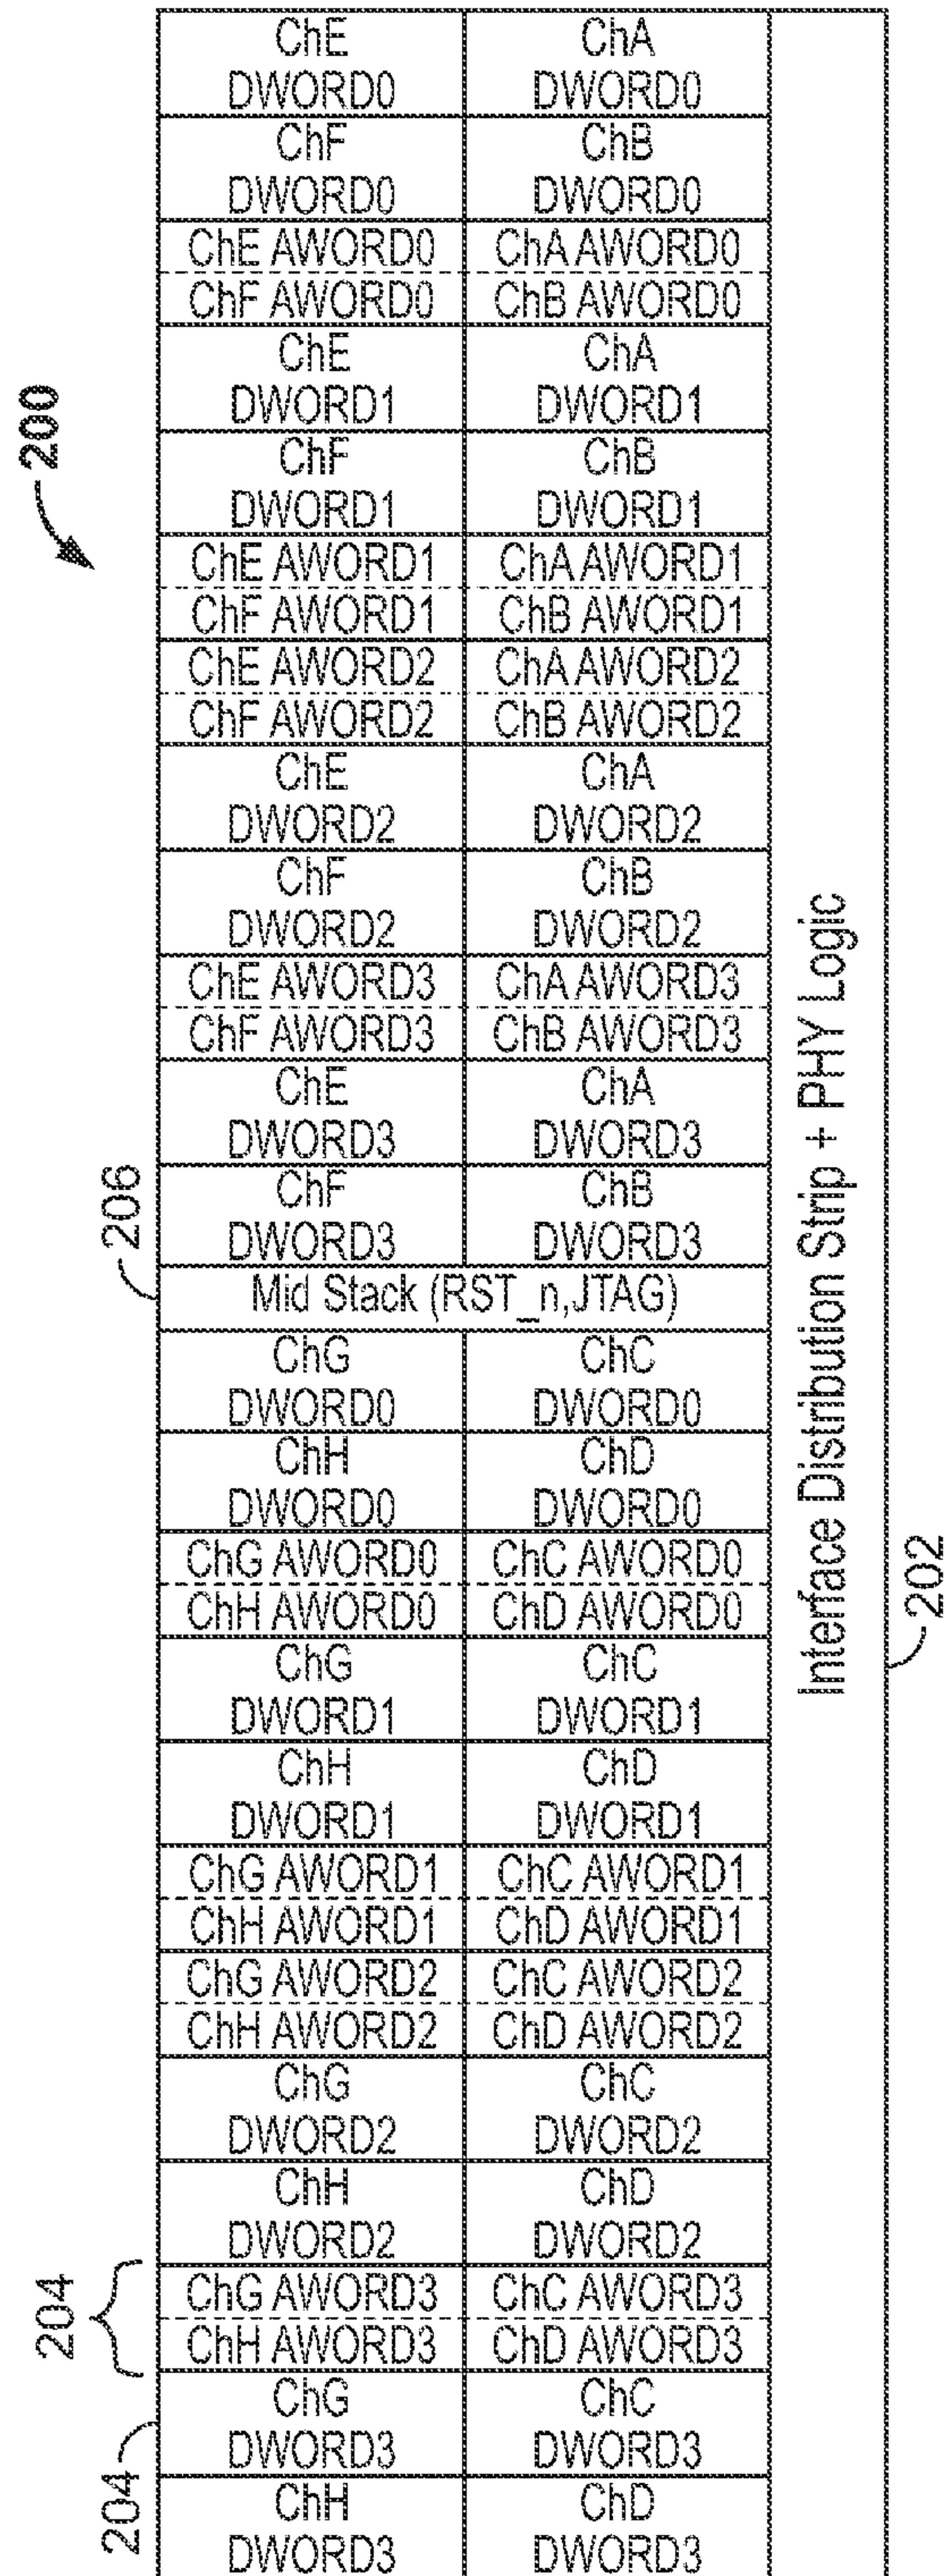 ChE ChA
DWORD0 DWORD0
ChF ChB
DWORD0 DWORD0
ChE AWORD0 ChA AWORD0
ChF AWORD0 ChB AWORD0
ChE ChA
DWORD1 DWORD1
200
ChF ChB
DWORD1 DWORD1
ChE AWORD1 ChA AWORD1
ChF AWORD1 ChB AWORD1
ChE AWORD2 ChA AWORD2
ChF AWORD2 ChB AWORD2
ChE ChA
DWORD2 DWORD2
ChF ChB
DWORD2 DWORD2
ChE AWORD3 ChA AWORD3
ChF AWORD3 ChB AWORD3
ChE ChA
DWORD3 DWORD3
206
ChF ChB
DWORD3 DWORD3
Mid Stack (RST_n,JTAG)
Interface Distribution Strip + PHY Logic
ChG ChC
DWORD0 DWORD0
ChH ChD
DWORD0 DWORD0
ChG AWORD0 ChC AWORD0
ChH AWORD0 ChD AWORD0
202
ChG ChC
DWORD1 DWORD1
ChH ChD
DWORD1 DWORD1
ChG AWORD1 ChC AWORD1
ChH AWORD1 ChD AWORD1
ChG AWORD2 ChC AWORD2
ChH AWORD2 ChD AWORD2
ChG ChC
DWORD2 DWORD2
ChH ChD
DWORD2 DWORD2
204
ChG AWORD3 ChC AWORD3
ChH AWORD3 ChD AWORD3
ChG ChC
DWORD3 DWORD3
204
ChH ChD
DWORD3 DWORD3